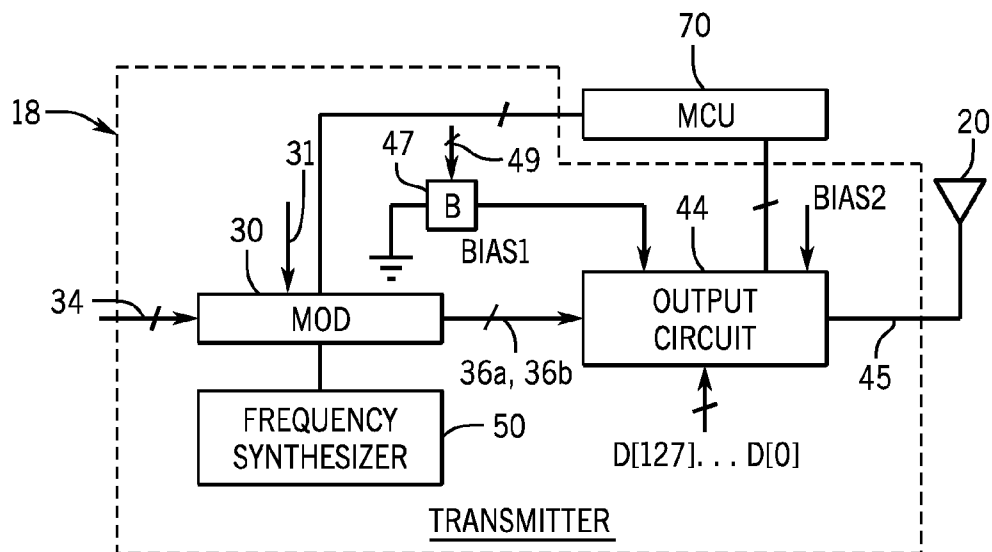 70
18
MCU
20
47
49
31
B
44
BIAS2
30
BIAS1
34
MOD
OUTPUT
CIRCUIT
36a, 36b
45
FREQUENCY
SYNTHESIZER
50
D[127]. . . D[0]
TRANSMITTER